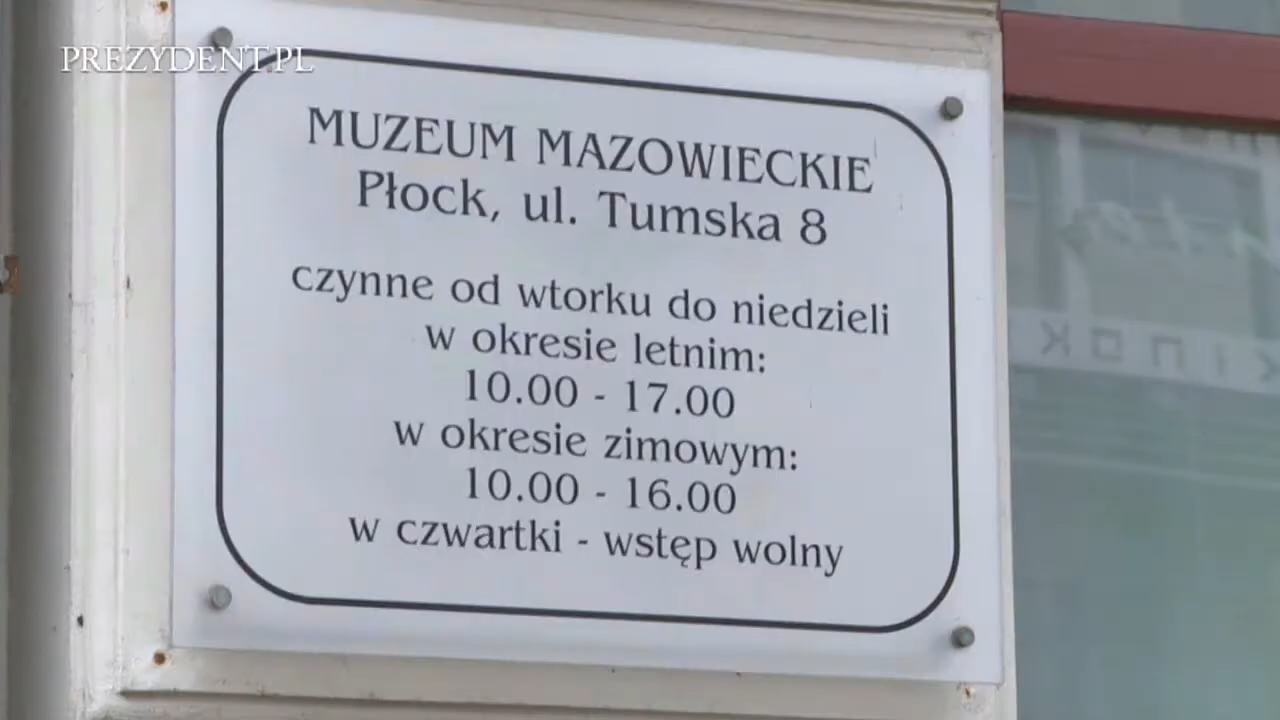 PREZYDENT.PL
MUZEUM MAZOWIECKIE
Płock, ul. Tumska 8
czynne od wtorku do niedzieli
w okresie letnim:
10.00 - 17.00
w okresie zimowym:
10.00 - 16.00
w czwartki - wstęp wolny